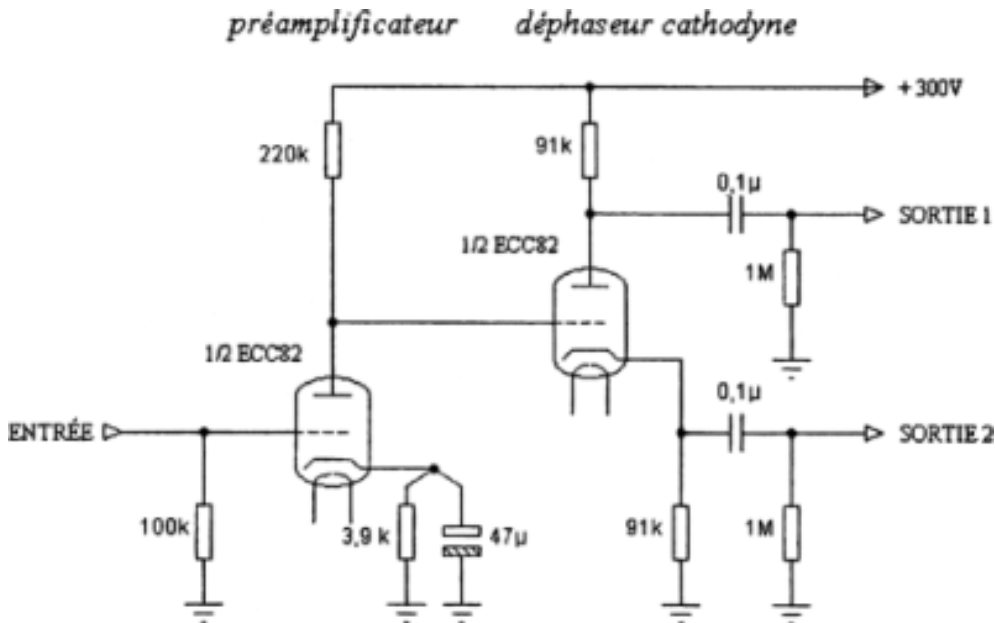 préamplificateur déphaseur cathodyne
+300V
220k
91k
0,1µ
SORTIE 1
1/2 ECC82
1M
1/2 ECC82
0,1µ
ENTRÉE
SORTIE 2
100k
3,9 k
47µ
91k
1M